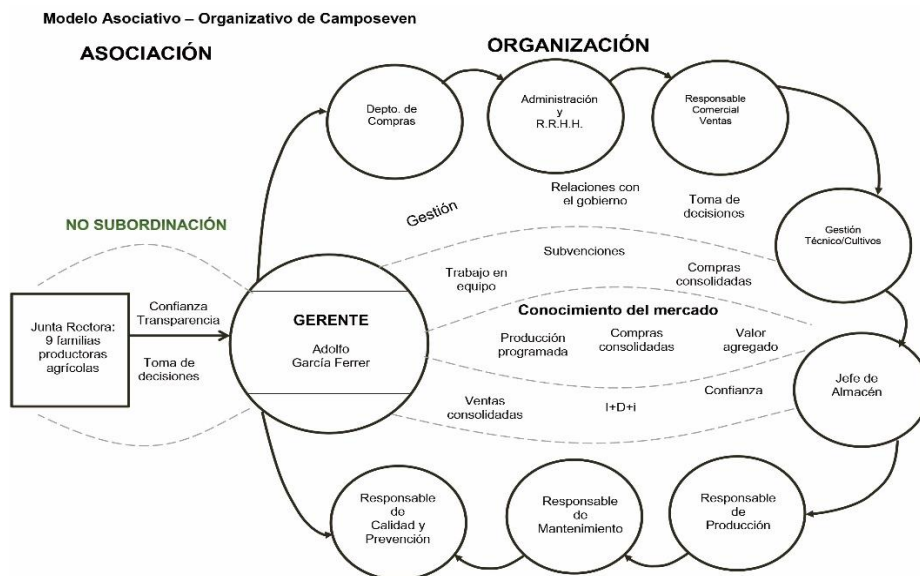 Modelo Asociativo – Organizativo de Camposeven
ASOCIACIÓN
ORGANIZACIÓN
Depto. de
Compras
Administración
y
R.R.H.H.
Responsable
Comercial
Ventas
Gestión
Técnico/Cultivos
Jefe de
Almacén
Responsable
de
Producción
Responsable
de
Mantenimiento
Responsable
de
Calidad y
Prevención
NO SUBORDINACIÓN
Junta Rectora:
9 familias
productoras
agrícolas
Confianza
Transparencia
Toma de
decisiones
GERENTE
Adolfo
García Ferrer
Gestión
Relaciones con
el gobierno
Toma de
decisiones
Trabajo en
equipo
Subvenciones
Compras
consolidadas
Conocimiento del mercado
Producción
programada
Compras
consolidadas
Valor
agregado
Ventas
consolidadas
I+D+i
Confianza